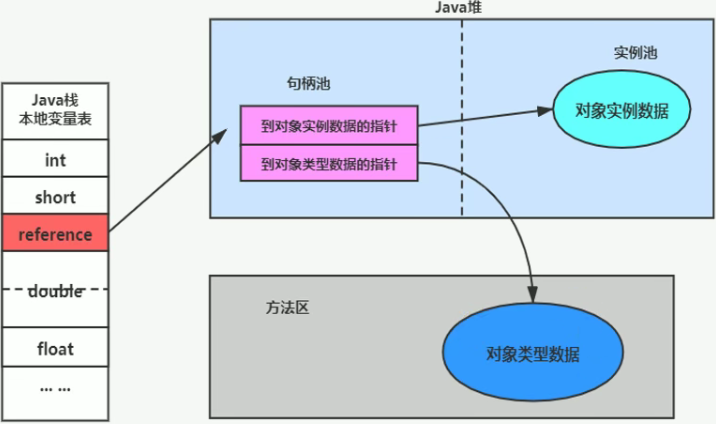 Java堆
Java栈
本地变量表
int
short
reference
double
float
... ...
句柄池
到对象实例数据的指针
到对象类型数据的指针
实例池
对象实例数据
方法区
对象类型数据